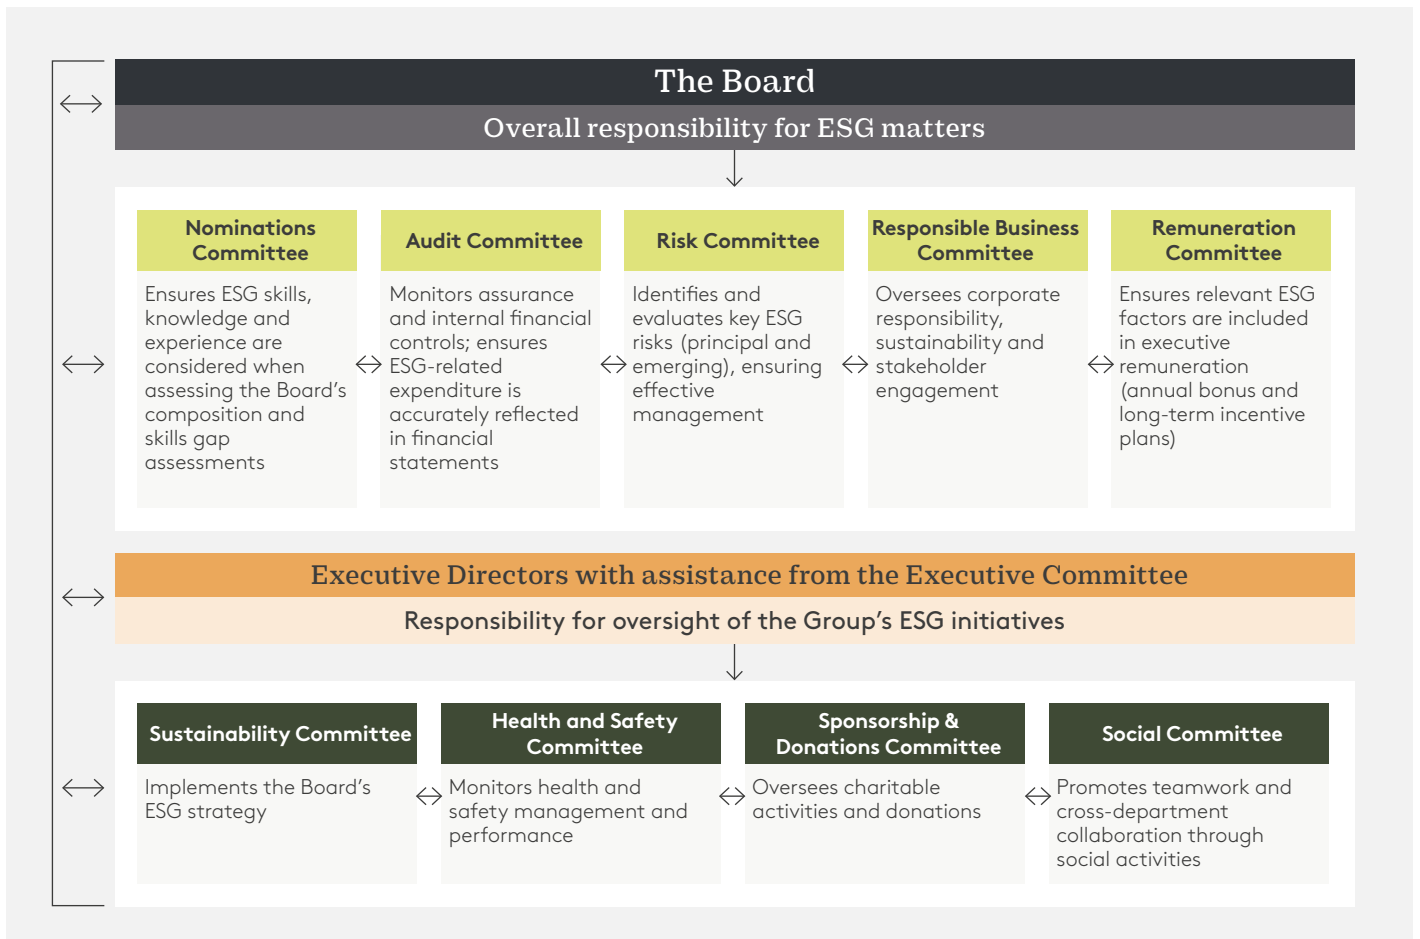 The Board
Overall responsibility for ESG matters
Nominations
Committee
Ensures ESG skills,
knowledge and
experience are
considered when
assessing the Board’s
composition and
skills gap
assessments
Audit Committee
Monitors assurance
and internal financial
controls; ensures
ESG-related
expenditure is
accurately reflected
in financial
statements
Risk Committee
Identifies and
evaluates key ESG
risks (principal and
emerging), ensuring
effective
management
Responsible Business
Committee
Oversees corporate
responsibility,
sustainability and
stakeholder
engagement
Remuneration
Committee
Ensures relevant ESG
factors are included
in executive
remuneration
(annual bonus and
long-term incentive
plans)
Executive Directors with assistance from the Executive Committee
Responsibility for oversight of the Group’s ESG initiatives
Sustainability Committee
Implements the Board’s
ESG strategy
Health and Safety
Committee
Monitors health and
safety management and
performance
Sponsorship &
Donations Committee
Oversees charitable
activities and donations
Social Committee
Promotes teamwork and
cross-department
collaboration through
social activities